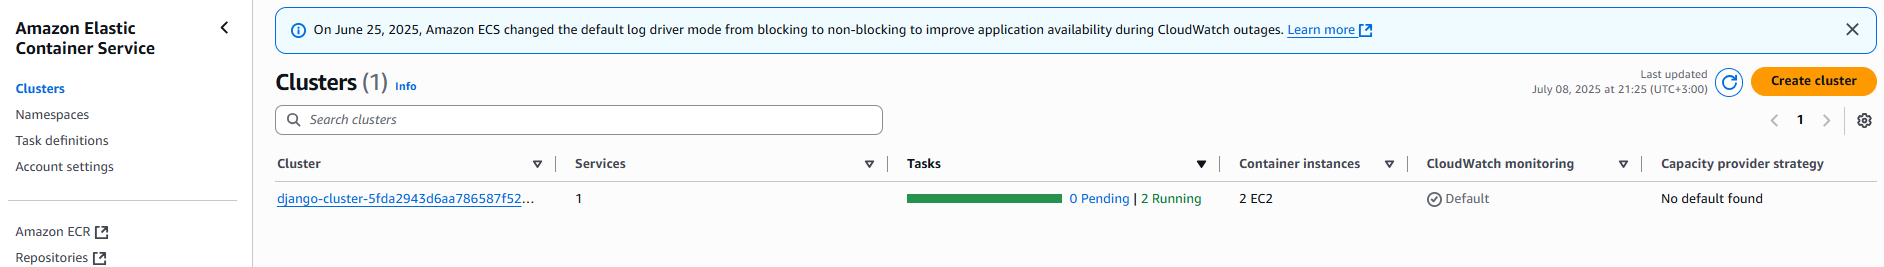 Amazon Elastic
Container Service
Clusters
Namespaces
Task definitions
Account settings
Amazon ECR
Repositories
On June 25, 2025, Amazon ECS changed the default log driver mode from blocking to non-blocking to improve application availability during CloudWatch outages. Learn more
Clusters (1) Info
Last updated
July 08, 2025 at 21:25 (UTC+3:00)
Create cluster
Search clusters
1
Cluster Services Tasks Container instances CloudWatch monitoring Capacity provider strategy
django-cluster-5fda2943d6aa786587f52... 1 0 Pending | 2 Running 2 EC2 Default No default found